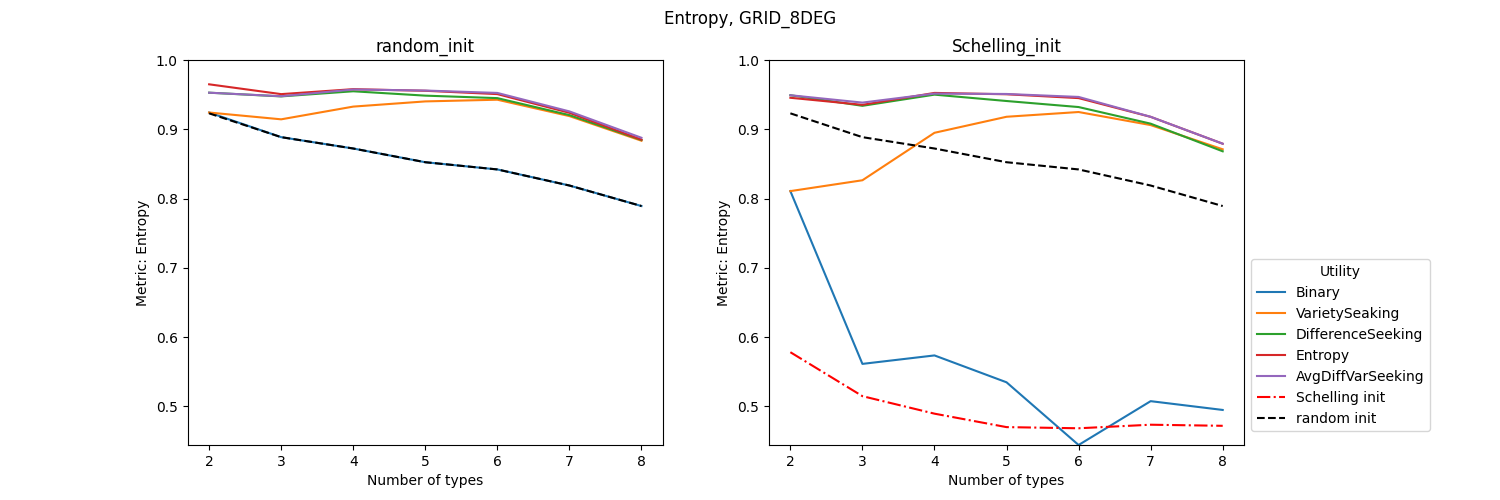 Entropy, GRID_8DEG
random_init
Metric: Entropy
1.0
0.9
0.8
0.7
0.6
0.5
2 3 4 5 6 7 8
Number of types
Schelling_init
Metric: Entropy
1.0
0.9
0.8
0.7
0.6
0.5
2 3 4 5 6 7 8
Number of types
Utility
Binary
VarietySeaking
DifferenceSeeking
Entropy
AvgDiffVarSeeking
Schelling init
random init